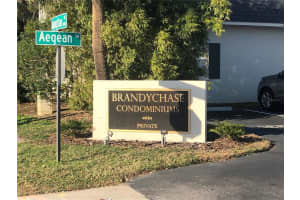 Aegean
BRANDYCHASE
CONDOMINIUMS
PRIVATE